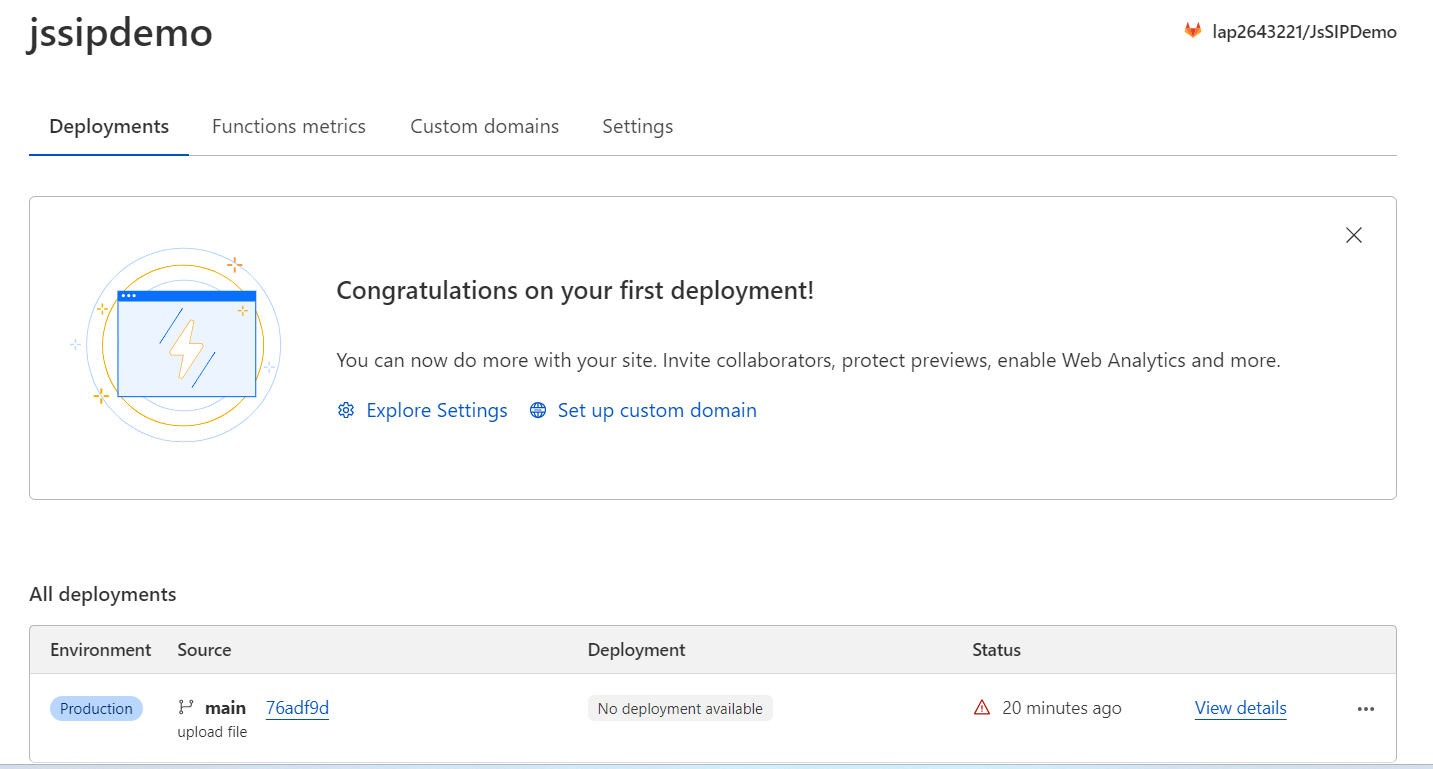 jssipdemo
lap2643221/JsSIPDemo
Deployments Functions metrics Custom domains Settings
Congratulations on your first deployment!
You can now do more with your site. Invite collaborators, protect previews, enable Web Analytics and more.
Explore Settings Set up custom domain
All deployments
Environment Source Deployment Status
Production main 76adf9d No deployment available 20 minutes ago View details
upload file